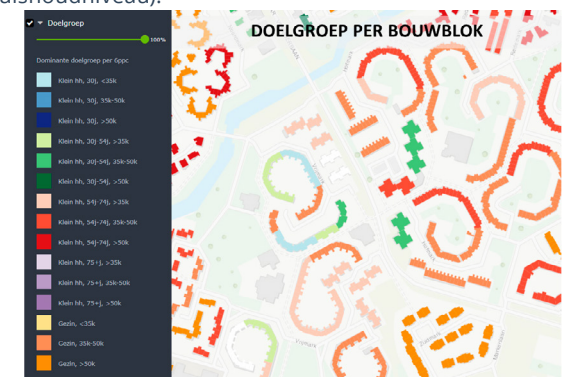 aishoudniveau).
Doelgroep
100%
DOELGROEP PER BOUWBLOK
Dominante doelgroep per 6ppc
Klein hh, 30j, <35k
Klein hh, 30j, 35k-50k
Klein hh, 30j, >50k
Klein hh, 30j-54j, >35k
Klein hh, 30j-54j, 35k-50k
Klein hh, 30j-54j, >50k
Klein hh, 54j-74j, >35k
Klein hh, 54j-74j, 35k-50k
Klein hh, 54j-74j, >50k
Klein hh, 75+j, >35k
Klein hh, 75+j, 35k-50k
Klein hh, 75+j, >50k
Gezin, <35k
Gezin, 35k-50k
Gezin, >50k